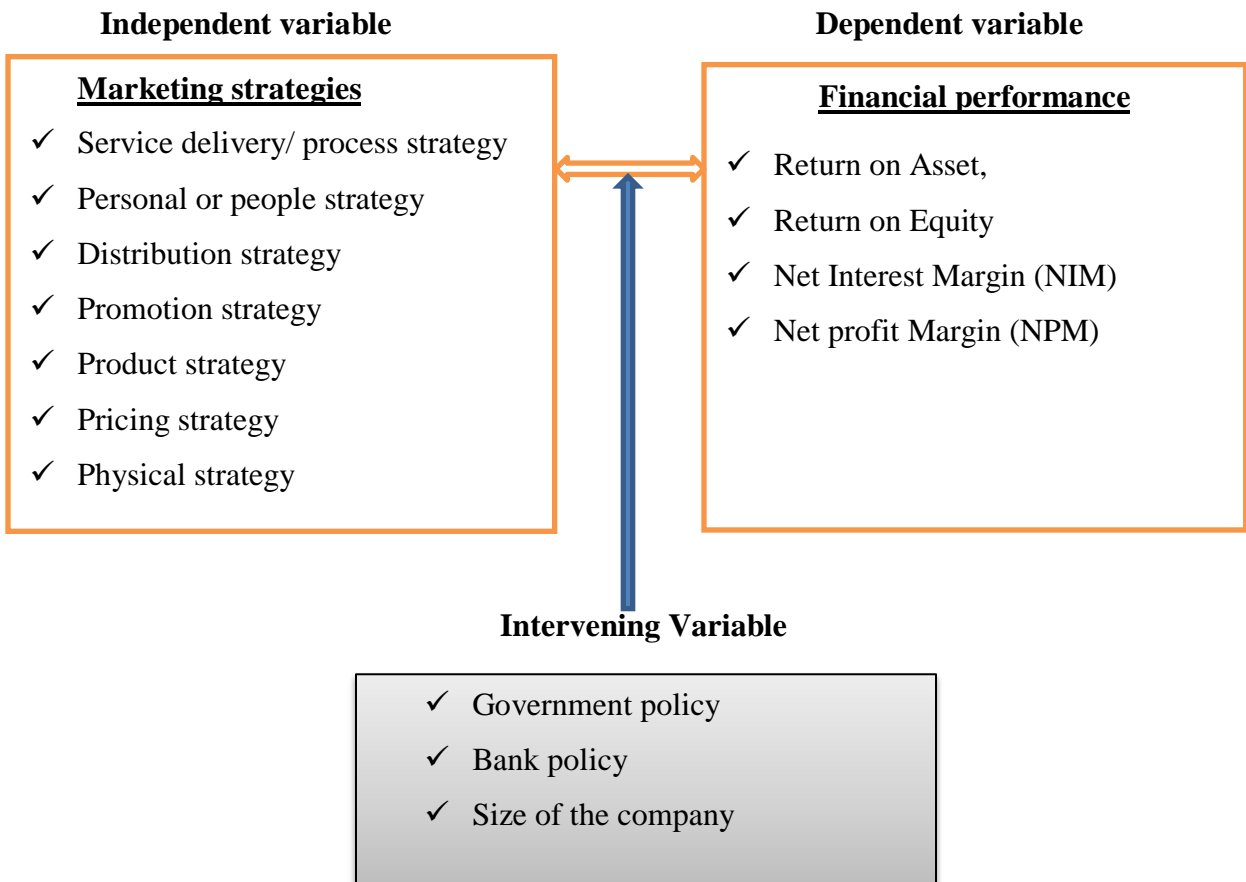 Independent variable
Marketing strategies
✓ Service delivery/ process strategy
✓ Personal or people strategy
✓ Distribution strategy
✓ Promotion strategy
✓ Product strategy
✓ Pricing strategy
✓ Physical strategy
Dependent variable
Financial performance
✓ Return on Asset,
✓ Return on Equity
✓ Net Interest Margin (NIM)
✓ Net profit Margin (NPM)
Intervening Variable
✓ Government policy
✓ Bank policy
✓ Size of the company